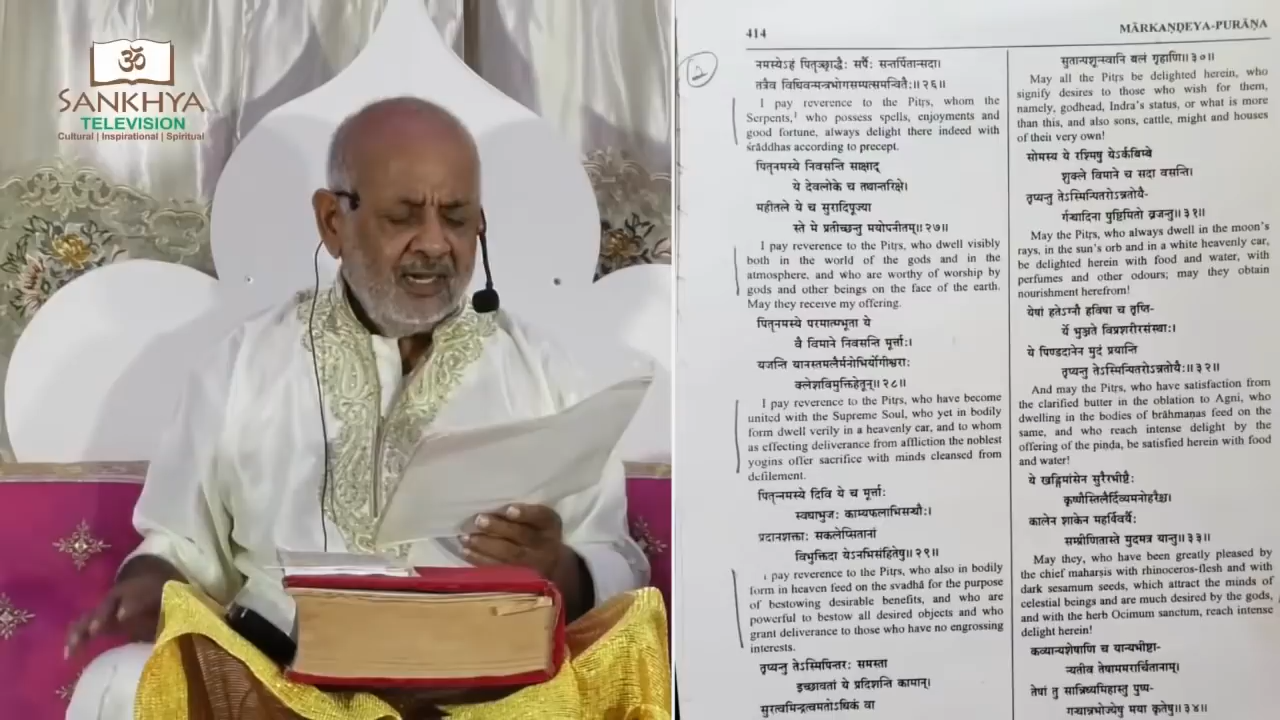 ॐ
SANKHYA
TELEVISION
Cultural | Inspirational | Spiritual
2
414
MĀRKAṆḌEYA-PURĀṆA
नमस्येऽहं पितॄञ्छ्राद्धैः सर्पैः सन्तर्पितान्सदा।
तत्रैव विधिवन्मन्त्रभोगसम्पत्समन्वितैः॥२६॥
I pay reverence to the Pitṛs, whom the
Serpents,¹ who possess spells, enjoyments and
good fortune, always delight there indeed with
śrāddhas according to precept.
पितॄन्नमस्ये निवसन्ति साक्षाद्
ये देवलोके च तथान्तरिक्षे।
महीतले ये च सुरादिपूज्या
स्ते मे प्रतीच्छन्तु मयोपनीतम्॥२७॥
I pay reverence to the Pitṛs, who dwell visibly
both in the world of the gods and in the
atmosphere, and who are worthy of worship by
gods and other beings on the face of the earth.
May they receive my offering.
पितॄन्नमस्ये परमात्मभूता ये
वै विमाने निवसन्ति मूर्त्ताः।
यजन्ति यानस्तमलैर्मनोभिर्योगीश्वराः
क्लेशविमुक्तिहेतून्॥२८॥
I pay reverence to the Pitṛs, who have become
united with the Supreme Soul, who yet in bodily
form dwell verily in a heavenly car, and to whom
as effecting deliverance from affliction the noblest
yogins offer sacrifice with minds cleansed from
defilement.
पितॄन्नमस्ये दिवि ये च मूर्त्ताः
स्वधाभुजः काम्यफलाभिसन्धौ।
प्रदानशक्ताः सकलेप्सितानां
विभुक्तिदा येऽनभिसंहितेषु॥२९॥
I pay reverence to the Pitṛs, who also in bodily
form in heaven feed on the svadhā for the purpose
of bestowing desirable benefits, and who are
powerful to bestow all desired objects and who
grant deliverance to those who have no engrossing
interests.
तृप्यन्तु तेऽस्मिपिन्तरः समस्ता
इच्छावतां ये प्रदिशन्ति कामान्।
सुरत्वमिन्द्रत्वमतोऽधिकं वा
सुतान्पशून्स्वानि बलं गृहाणि॥३०॥
May all the Pitṛs be delighted herein, who
signify desires to those who wish for them,
namely, godhead, Indra's status, or what is more
than this, and also sons, cattle, might and houses
of their very own!
सोमस्य ये रश्मिषु येऽर्कबिम्बे
शुक्ले विमाने च सदा वसन्ति।
तृप्यन्तु तेऽस्मिन्पितरोऽन्नतोयै-
र्गन्धादिना पुष्टिमितो व्रजन्तु॥३१॥
May the Pitṛs, who always dwell in the moon's
rays, in the sun's orb and in a white heavenly car,
be delighted herein with food and water, with
perfumes and other odours; may they obtain
nourishment herefrom!
येषां हतेऽग्नौ हविषा च तृप्ति-
र्ये भुञ्जते विप्रशरीरसंस्थाः।
ये पिण्डदानेन मुदं प्रयान्ति
तृप्यन्तु तेऽस्मिन्पितरोऽन्नतोयैः॥३२॥
And may the Pitṛs, who have satisfaction from
the clarified butter in the oblation to Agni, who
dwelling in the bodies of brāhmaṇas feed on the
same, and who reach intense delight by the
offering of the piṇḍa, be satisfied herein with food
and water!
ये खड्गिमांसेन सुरैरभीष्टैः
कृष्णैस्तिलैर्दिव्यमनोहरैश्च।
कालेन शाकेन महर्षिवर्यैः
सम्प्रीणितास्ते मुदमत्र यान्तु॥३३॥
May they, who have been greatly pleased by
the chief maharṣis with rhinoceros-flesh and with
dark sesamum seeds, which attract the minds of
celestial beings and are much desired by the gods,
and with the herb Ocimum sanctum, reach intense
delight herein!
कव्यान्यशेषाणि च यान्यभीष्टा-
न्यतीव तेषाममरार्चितानाम्।
तेषां तु सान्निध्यमिहास्तु पुष्प-
गन्धान्नभोज्येषु मया कृतेषु॥३४॥